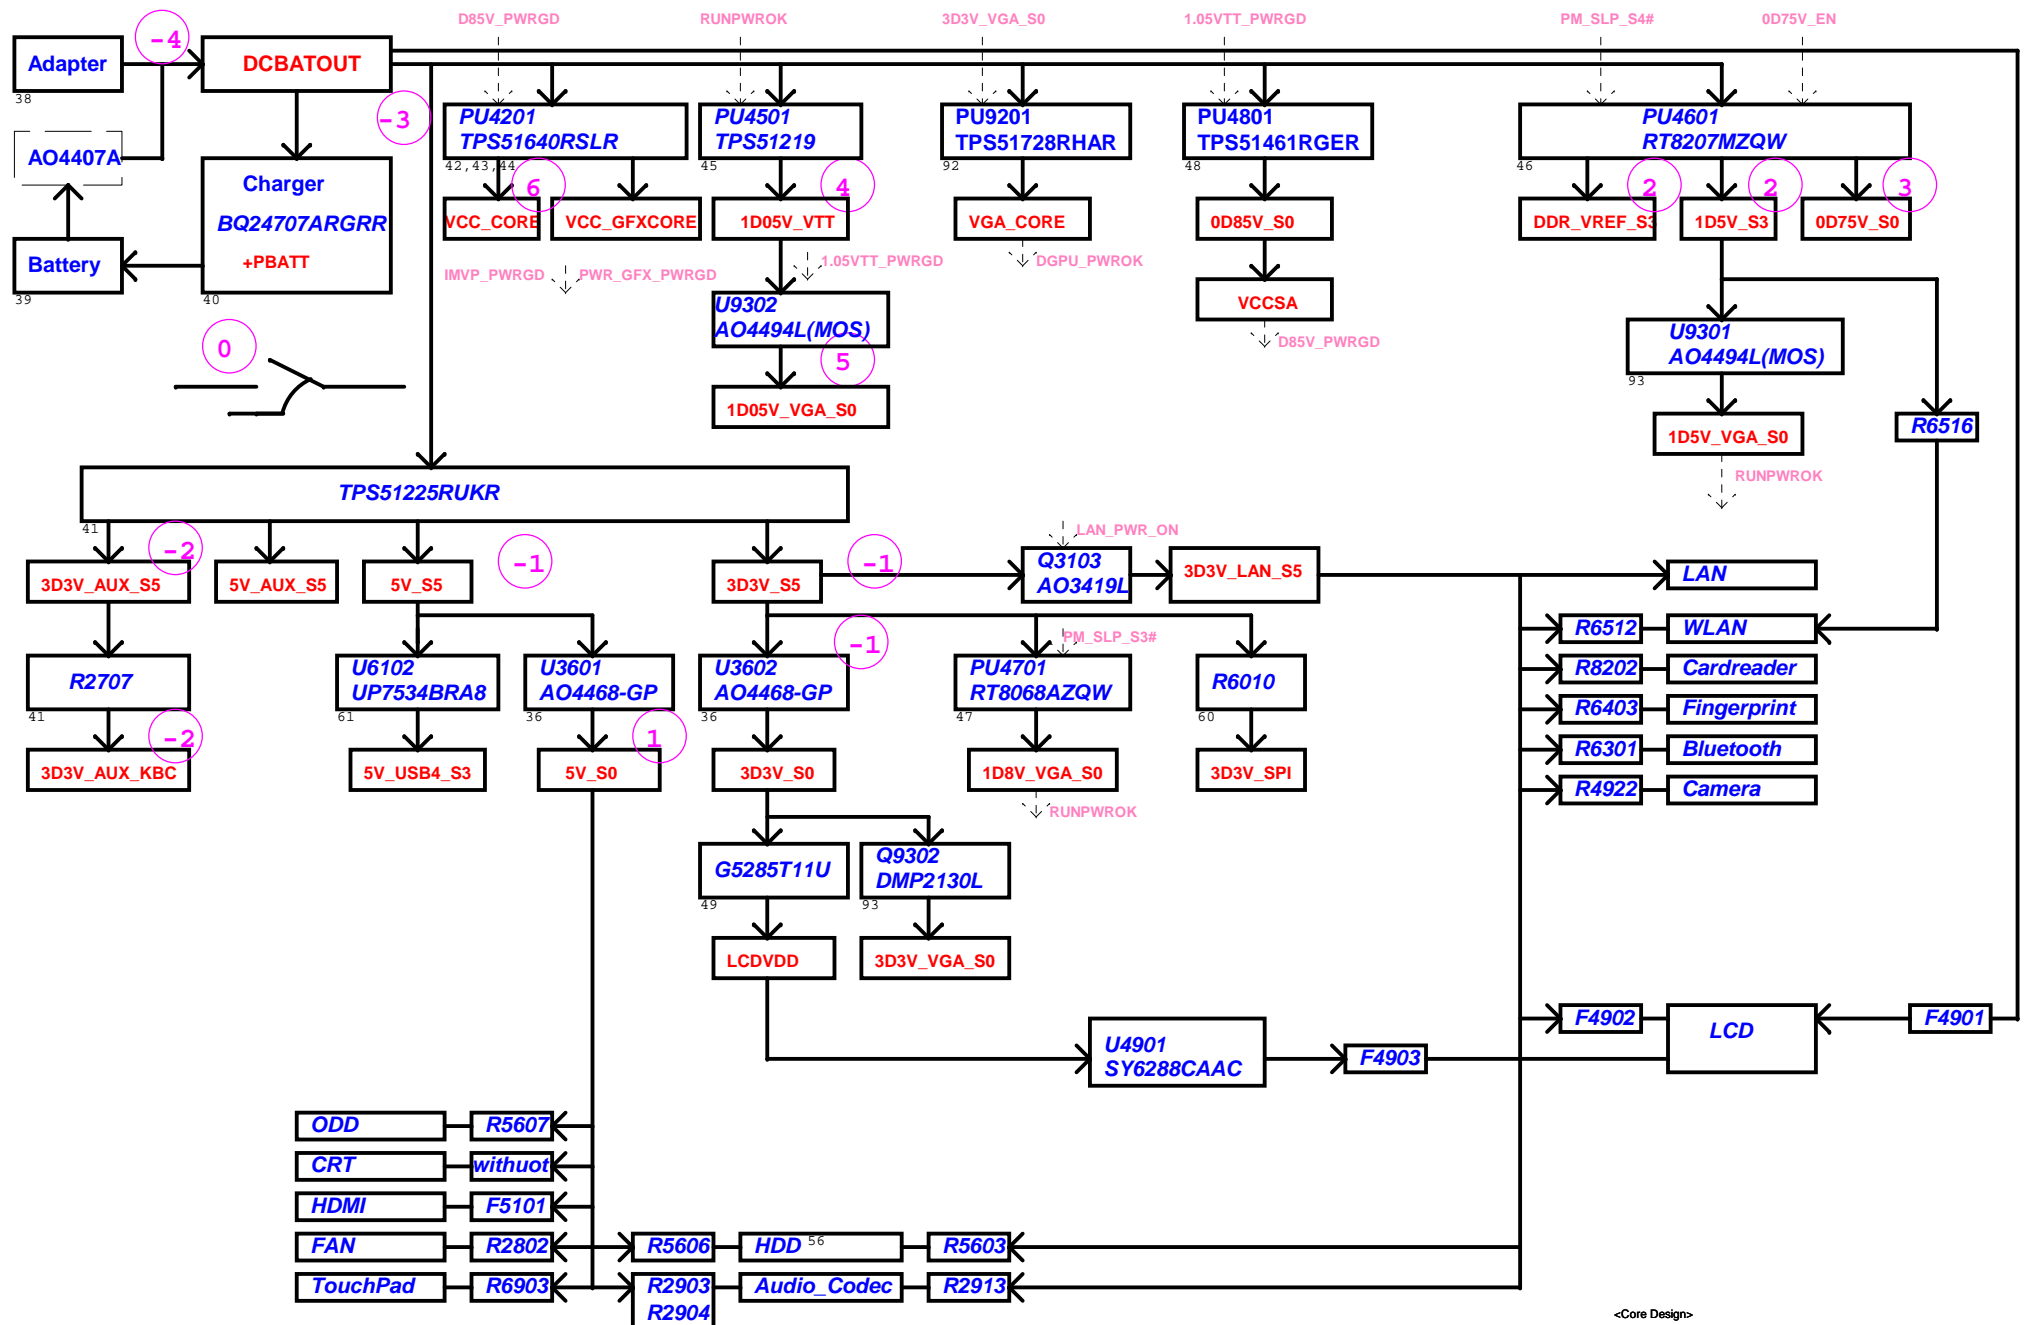 D85V_PWRGD
RUNPWROK
3D3V_VGA_S0
1.05VTT_PWRGD
PM_SLP_S4#
0D75V_EN
-4
Adapter
38
DCBATOUT
-3
AO4407A
Charger
BQ24707ARGRR
+PBATT
40
Battery
39
0
PU4201
TPS51640RSLR
42,43,44
6
VCC_CORE
VCC_GFXCORE
IMVP_PWRGD
PWR_GFX_PWRGD
PU4501
TPS51219
45
4
1D05V_VTT
1.05VTT_PWRGD
U9302
AO4494L(MOS)
5
1D05V_VGA_S0
PU9201
TPS51728RHAR
92
VGA_CORE
DGPU_PWROK
PU4801
TPS51461RGER
48
0D85V_S0
VCCSA
D85V_PWRGD
PU4601
RT8207MZQW
46
2
2
3
DDR_VREF_S3
1D5V_S3
0D75V_S0
U9301
AO4494L(MOS)
93
1D5V_VGA_S0
RUNPWROK
R6516
TPS51225RUKR
41
-2
3D3V_AUX_S5
5V_AUX_S5
5V_S5
-1
3D3V_S5
-1
LAN_PWR_ON
Q3103
AO3419L
3D3V_LAN_S5
LAN
R2707
41
-2
3D3V_AUX_KBC
U6102
UP7534BRA8
61
5V_USB4_S3
U3601
AO4468-GP
36
1
5V_S0
U3602
AO4468-GP
36
-1
3D3V_S0
PM_SLP_S3#
PU4701
RT8068AZQW
47
1D8V_VGA_S0
RUNPWROK
R6010
60
3D3V_SPI
R6512
WLAN
R8202
Cardreader
R6403
Fingerprint
R6301
Bluetooth
R4922
Camera
G5285T11U
49
LCDVDD
Q9302
DMP2130L
93
3D3V_VGA_S0
U4901
SY6288CAAC
F4903
F4902
LCD
F4901
ODD
R5607
CRT
withuot
HDMI
F5101
FAN
R2802
R5606
HDD 56
R5603
TouchPad
R6903
R2903
R2904
Audio_Codec
R2913
<Core Design>